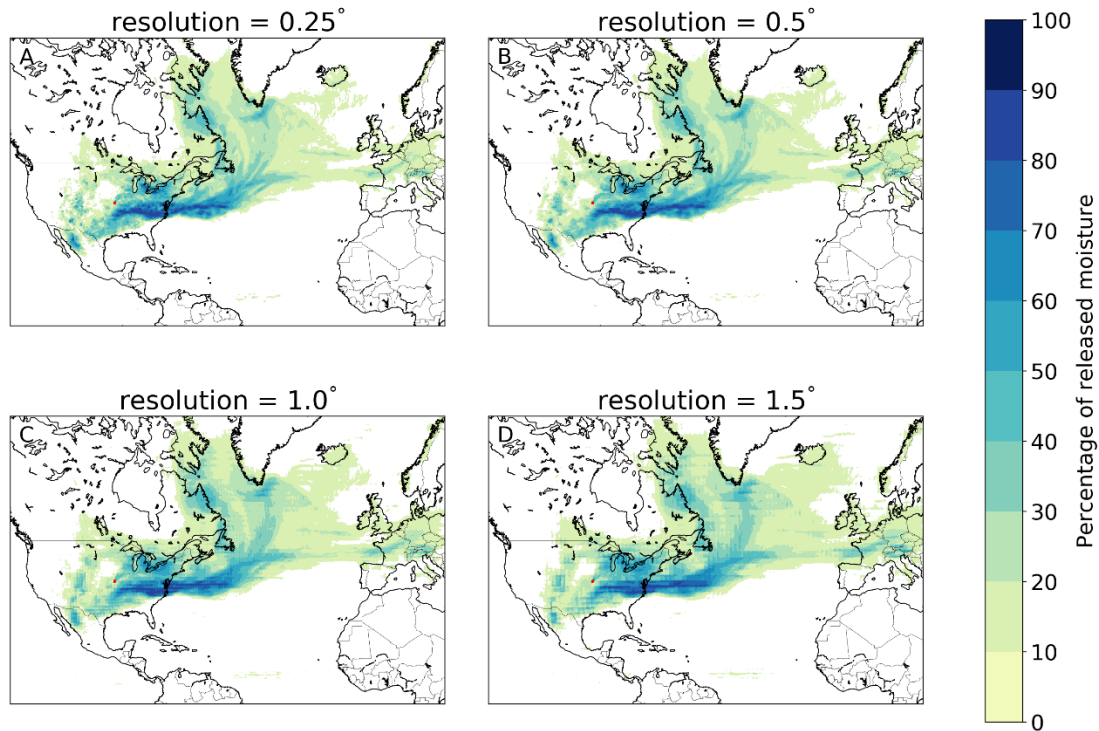 resolution = 0.25°
resolution = 0.5°
A
B
resolution = 1.0°
resolution = 1.5°
C
D
100
90
80
70
60
50
40
30
20
10
0
Percentage of released moisture